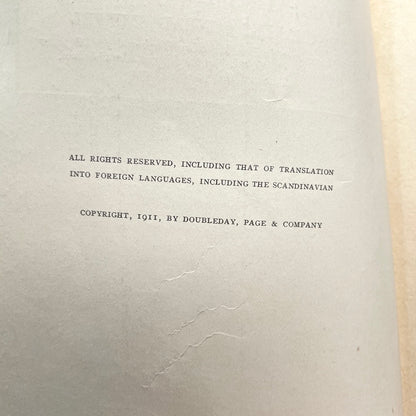 ALL RIGHTS RESERVED, INCLUDING THAT OF TRANSLATION
INTO FOREIGN LANGUAGES, INCLUDING THE SCANDINAVIAN
COPYRIGHT, 1911, BY DOUBLEDAY, PAGE & COMPANY